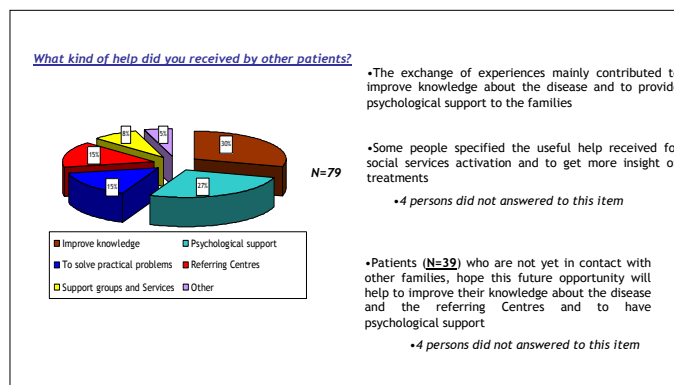 What kind of help did you received by other patients?
30%
27%
15%
15%
8%
5%
N=79
Improve knowledge
Psychological support
To solve practical problems
Referring Centres
Support groups and Services
Other
•The exchange of experiences mainly contributed t
improve knowledge about the disease and to provide
psychological support to the families
•Some people specified the useful help received fo
social services activation and to get more insight o
treatments
•4 persons did not answered to this item
•Patients (N=39) who are not yet in contact with
other families, hope this future opportunity will
help to improve their knowledge about the disease
and the referring Centres and to have
psychological support
•4 persons did not answered to this item